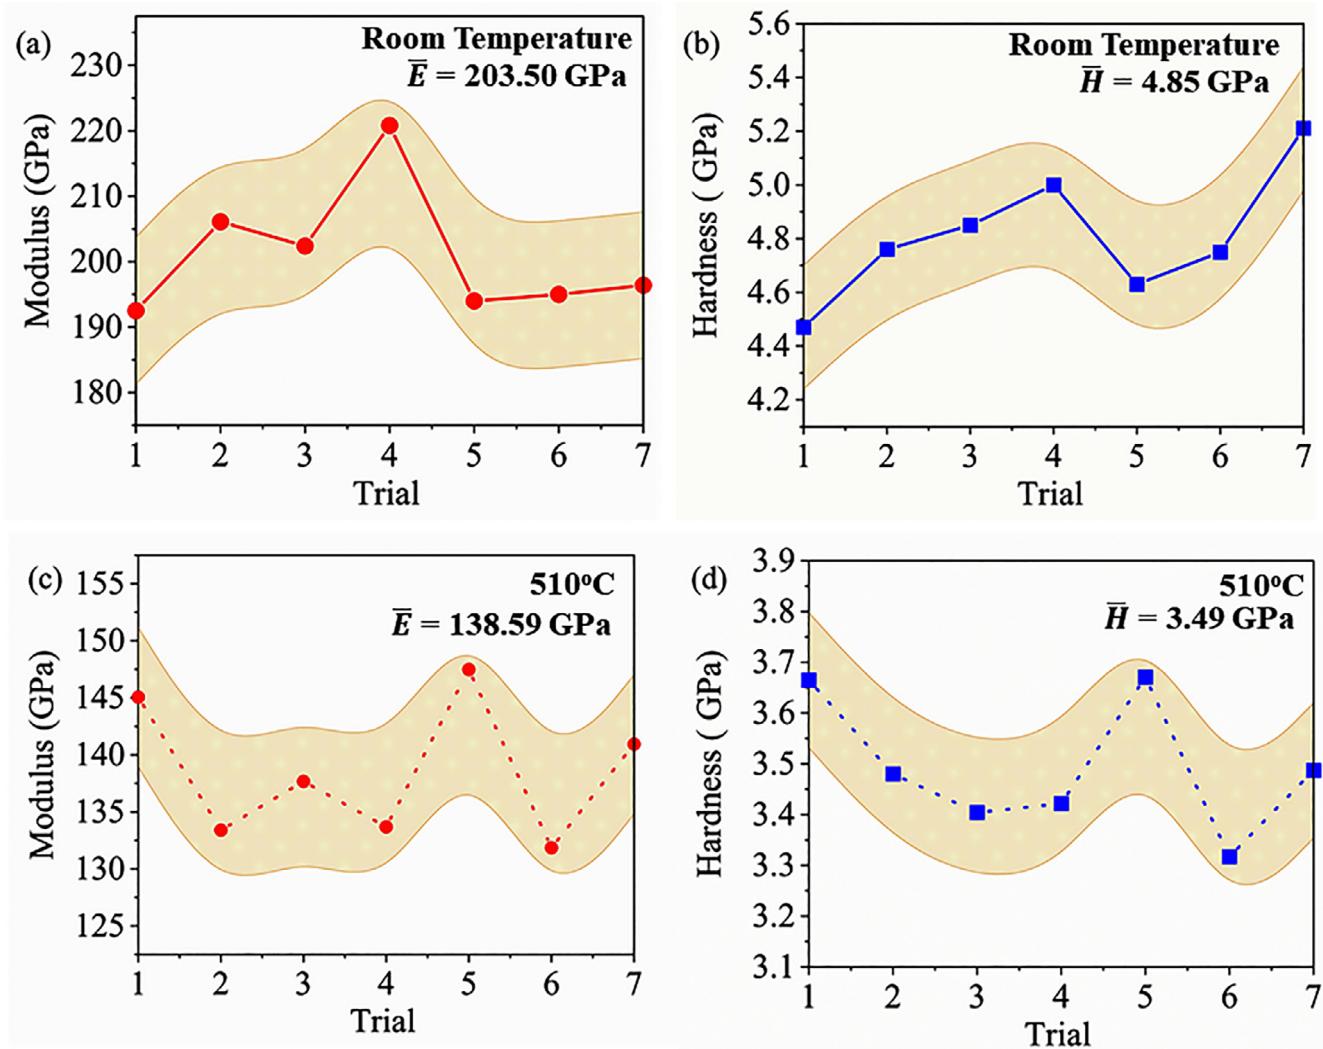 (a)
Room Temperature
E̅ = 203.50 GPa
Modulus (GPa)
230
220
210
200
190
180
1 2 3 4 5 6 7
Trial
(b)
Room Temperature
H̅ = 4.85 GPa
Hardness ( GPa)
5.6
5.4
5.2
5.0
4.8
4.6
4.4
4.2
1 2 3 4 5 6 7
Trial
(c)
510°C
E̅ = 138.59 GPa
Modulus (GPa)
155
150
145
140
135
130
125
1 2 3 4 5 6 7
Trial
(d)
510°C
H̅ = 3.49 GPa
Hardness ( GPa)
3.9
3.8
3.7
3.6
3.5
3.4
3.3
3.2
3.1
1 2 3 4 5 6 7
Trial